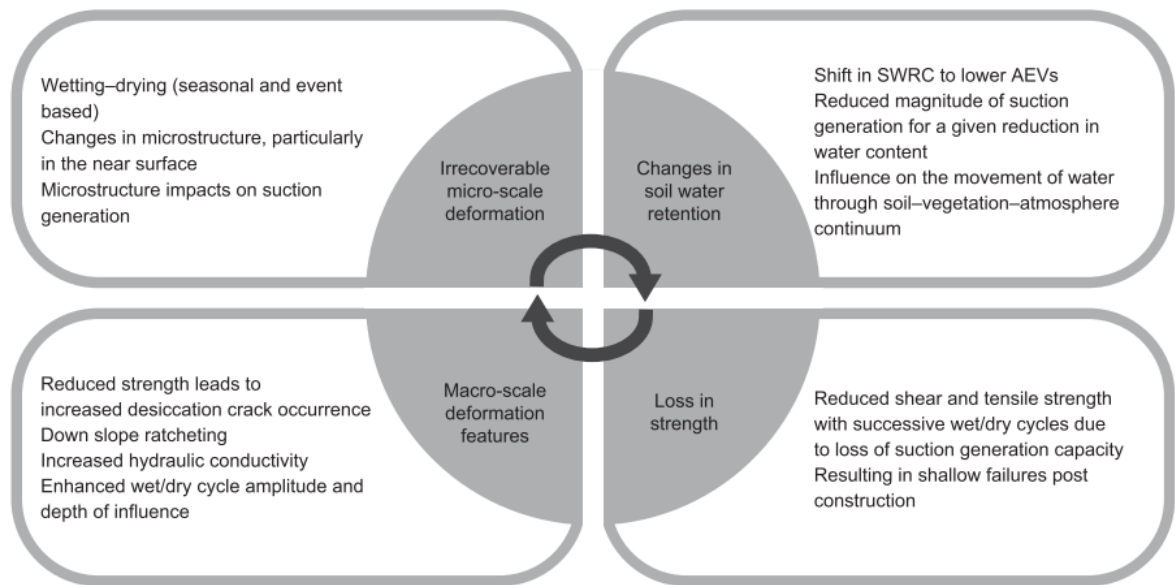 Wetting–drying (seasonal and event
based)
Changes in microstructure, particularly
in the near surface
Microstructure impacts on suction
generation
Irrecoverable
micro-scale
deformation
Changes in
soil water
retention
Shift in SWRC to lower AEVs
Reduced magnitude of suction
generation for a given reduction in
water content
Influence on the movement of water
through soil–vegetation–atmosphere
continuum
Reduced strength leads to
increased desiccation crack occurrence
Down slope ratcheting
Increased hydraulic conductivity
Enhanced wet/dry cycle amplitude and
depth of influence
Macro-scale
deformation
features
Loss in
strength
Reduced shear and tensile strength
with successive wet/dry cycles due
to loss of suction generation capacity
Resulting in shallow failures post
construction